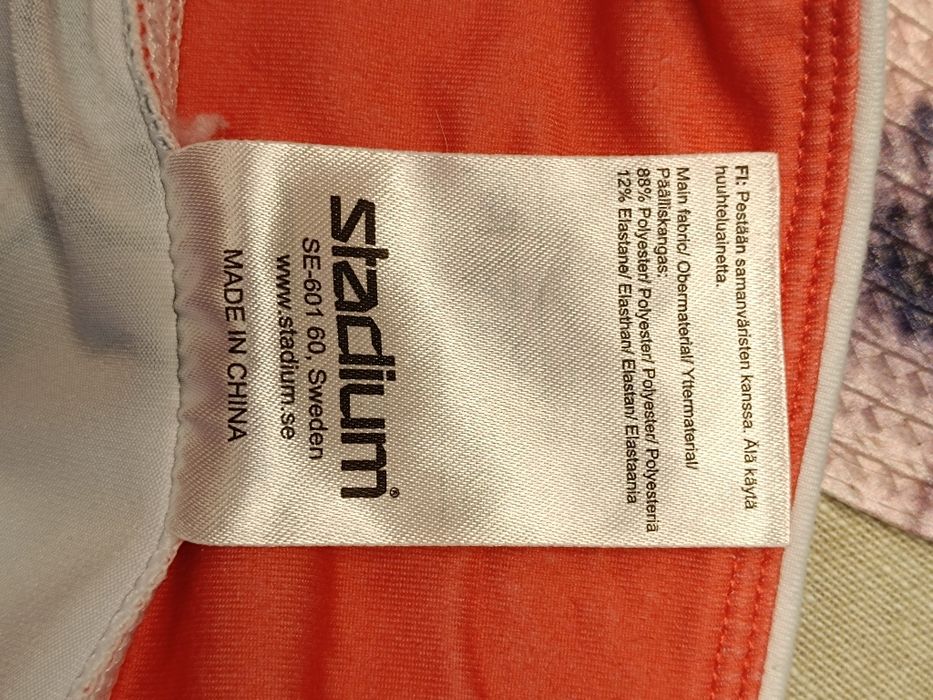 FI: Pestään samanväristen kanssa. Älä käytä
huuhteluainetta.
Main fabric/ Obermaterial/ Yttermaterial/
Päälliskangas:
88% Polyester/ Polyester/ Polyester/ Polyesteriä
12% Elastane/ Elasthan/ Elastan/ Elastaania
stadium®
SE-601 60, Sweden
www.stadium.se
MADE IN CHINA